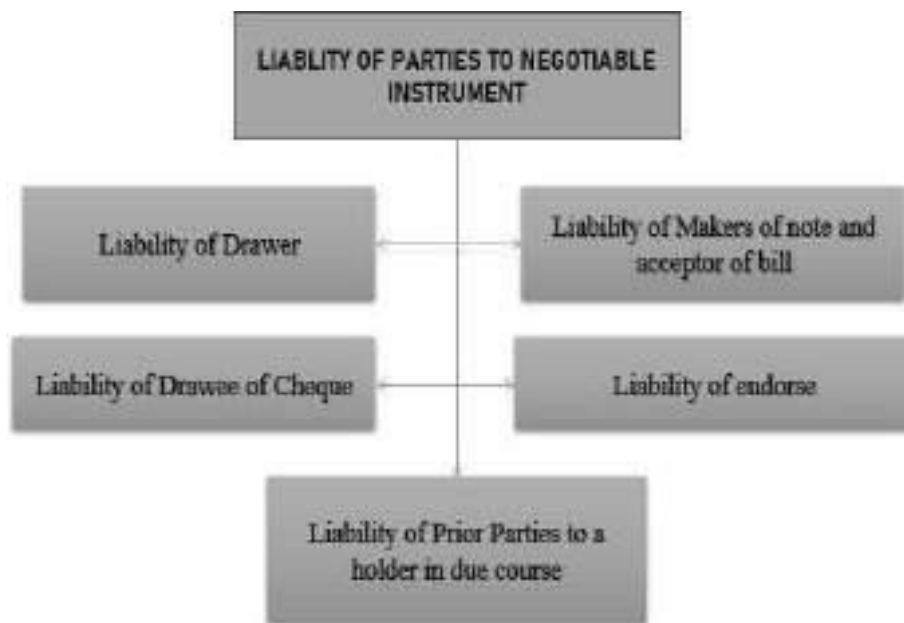 LIABLITY OF PARTIES TO NEGOTIABLE
INSTRUMENT
Liability of Drawer
Liability of Makers of note and
acceptor of bill
Liability of Drawee of Cheque
Liability of endorse
Liability of Prior Parties to a
holder in due course